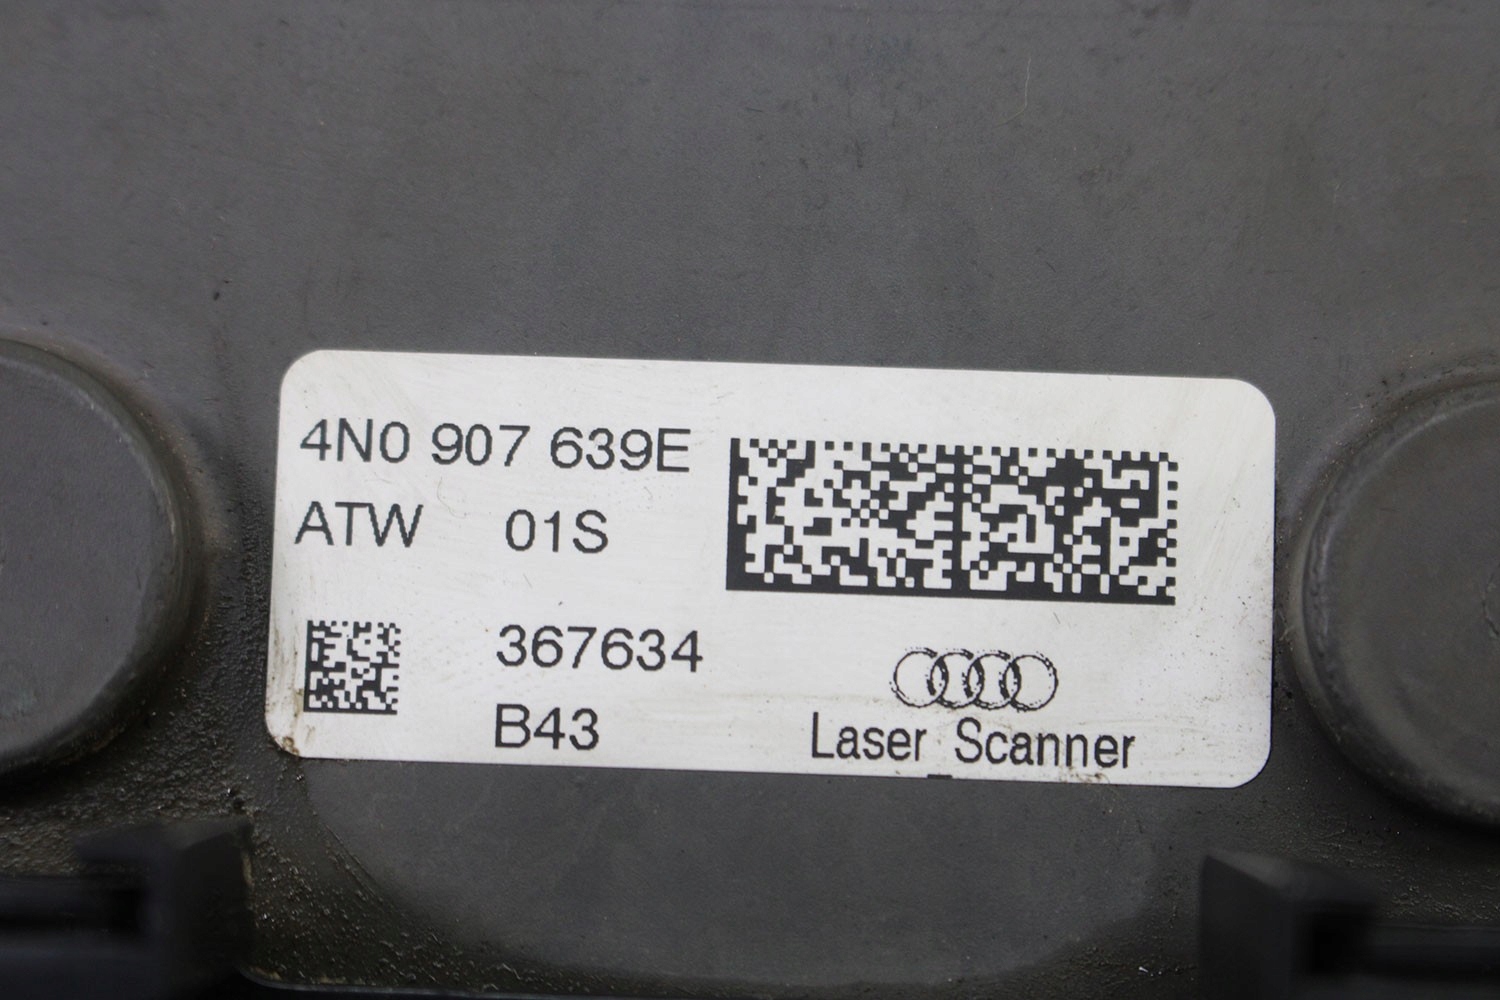 4N0 907 639E
ATW 01S
367634
B43
Laser Scanner